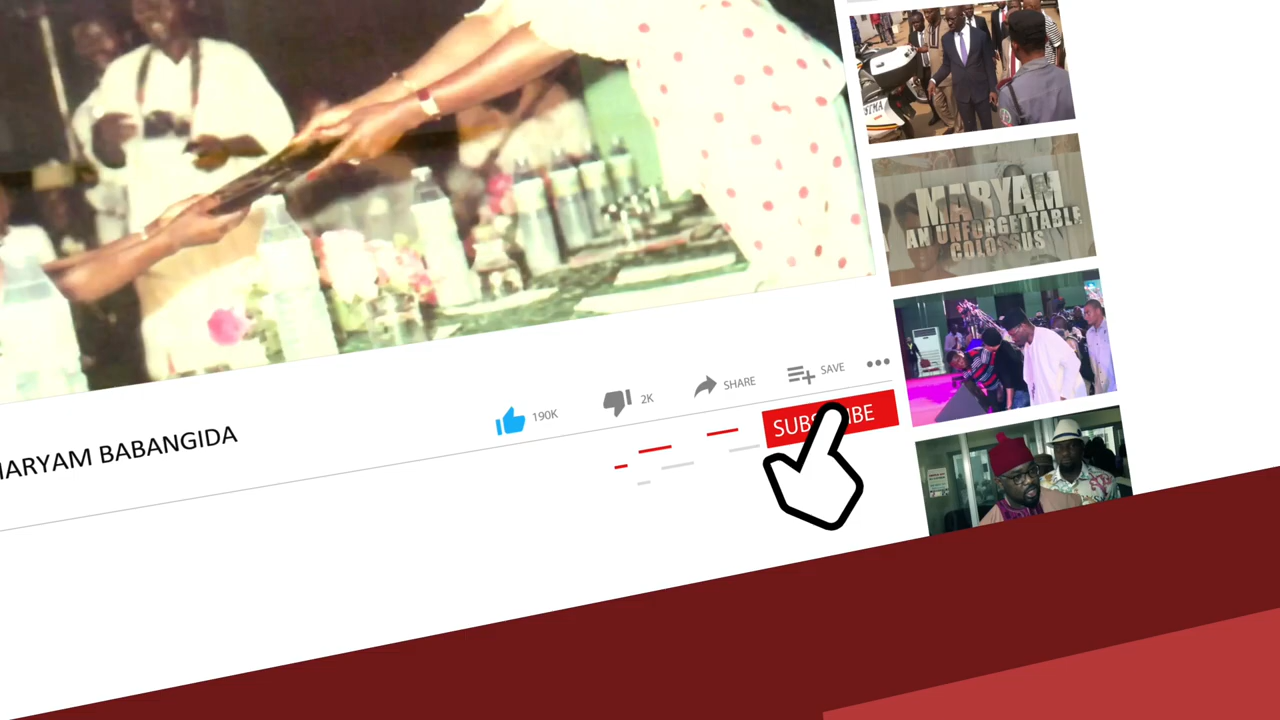 MARYAM
AN UNFORGETTABLE
COLOSSUS
190K
2K
SHARE
SAVE
MARYAM BABANGIDA